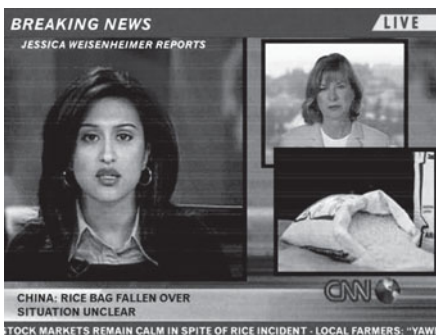 BREAKING NEWS
LIVE
JESSICA WEISENHEIMER REPORTS
CNN
CHINA: RICE BAG FALLEN OVER
SITUATION UNCLEAR
STOCK MARKETS REMAIN CALM IN SPITE OF RICE INCIDENT - LOCAL FARMERS: "YAW